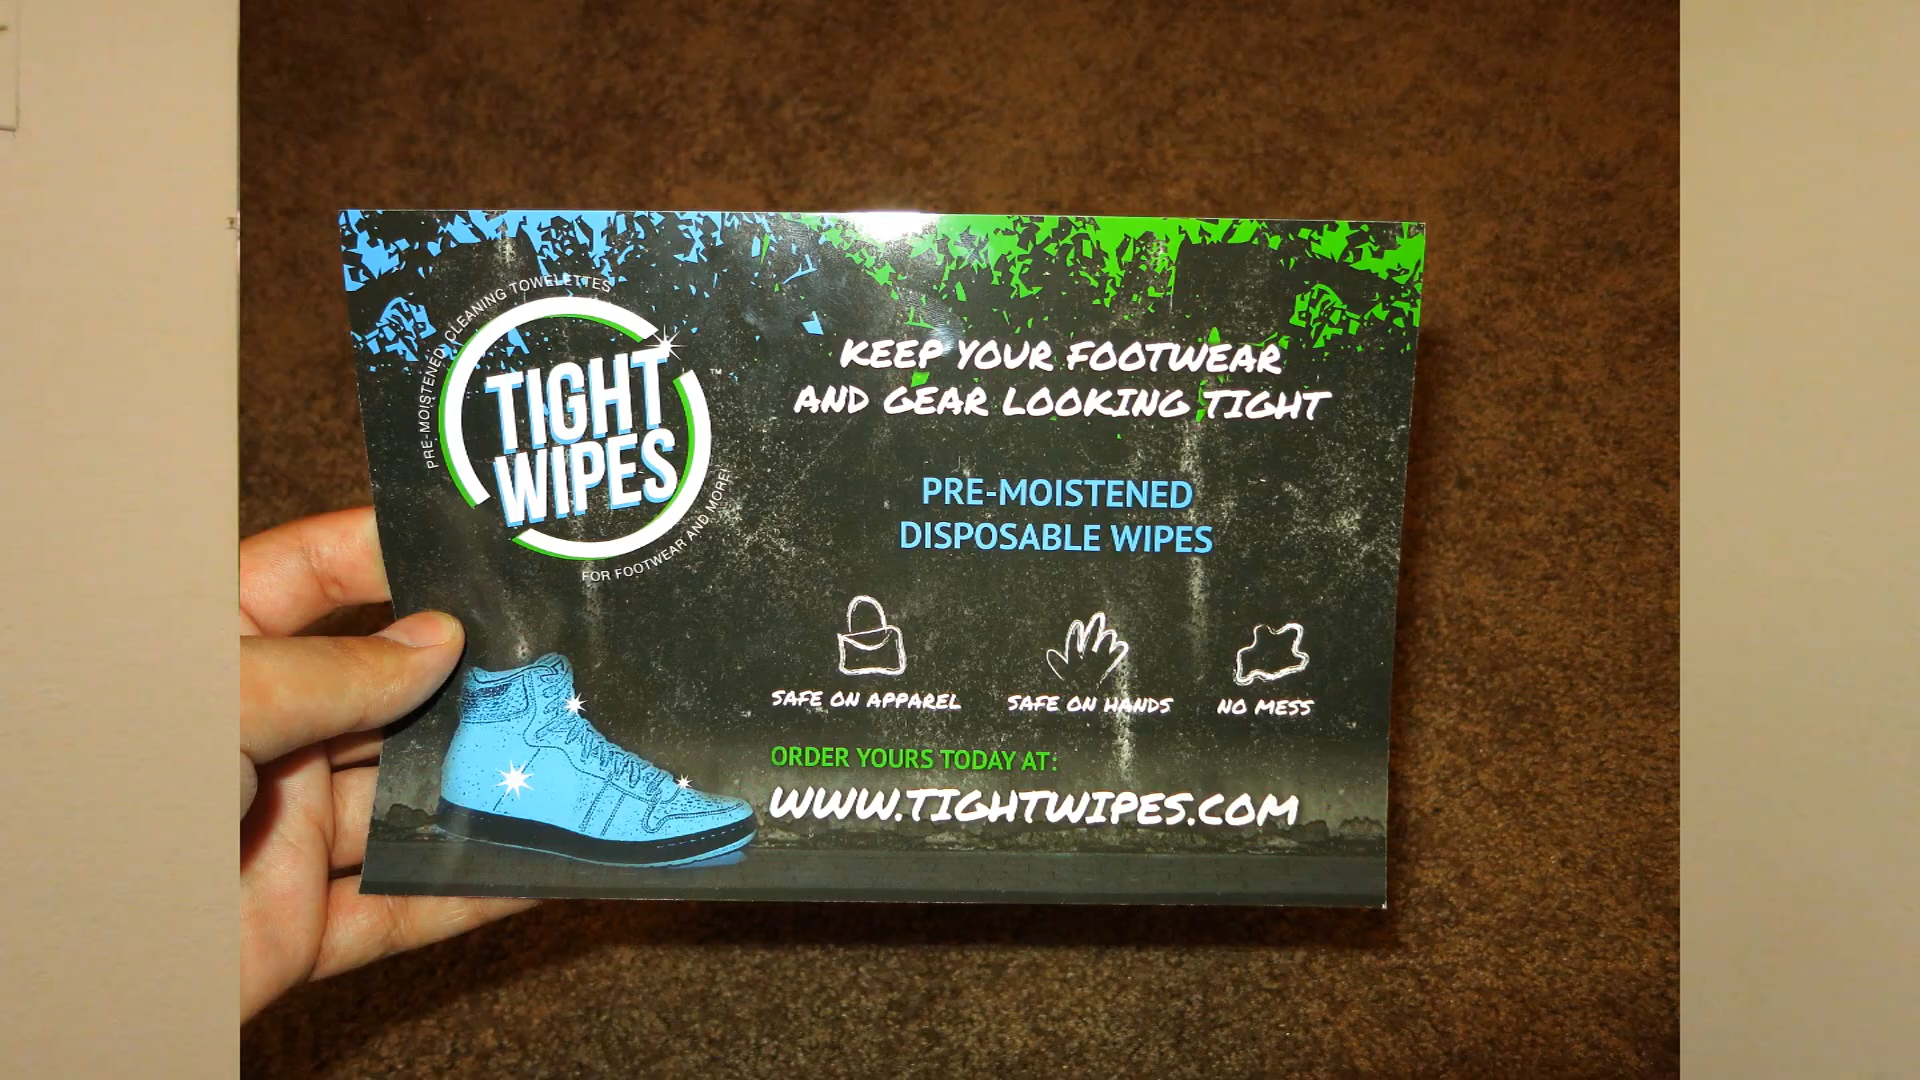 PRE-MOISTENED CLEANING TOWELETTES
TIGHT
WIPES
™
FOR FOOTWEAR AND MORE!
KEEP YOUR FOOTWEAR
AND GEAR LOOKING TIGHT
PRE-MOISTENED
DISPOSABLE WIPES
SAFE ON APPAREL
SAFE ON HANDS
NO MESS
ORDER YOURS TODAY AT:
WWW.TIGHTWIPES.COM